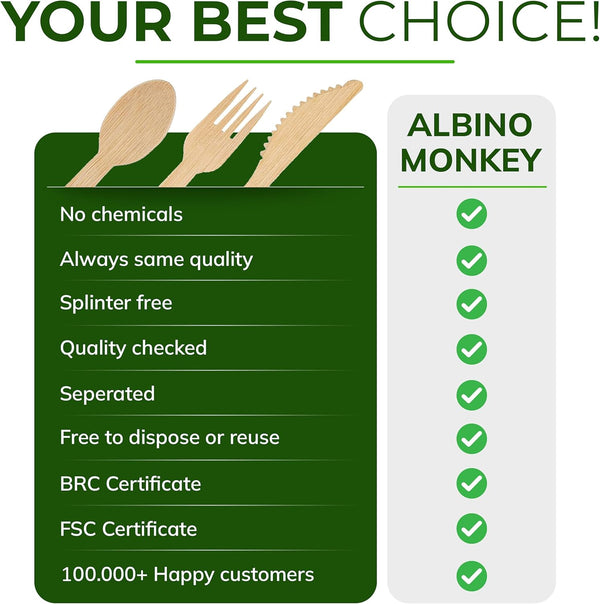 YOUR BEST CHOICE!
ALBINO
MONKEY
No chemicals
Always same quality
Splinter free
Quality checked
Seperated
Free to dispose or reuse
BRC Certificate
FSC Certificate
100.000+ Happy customers